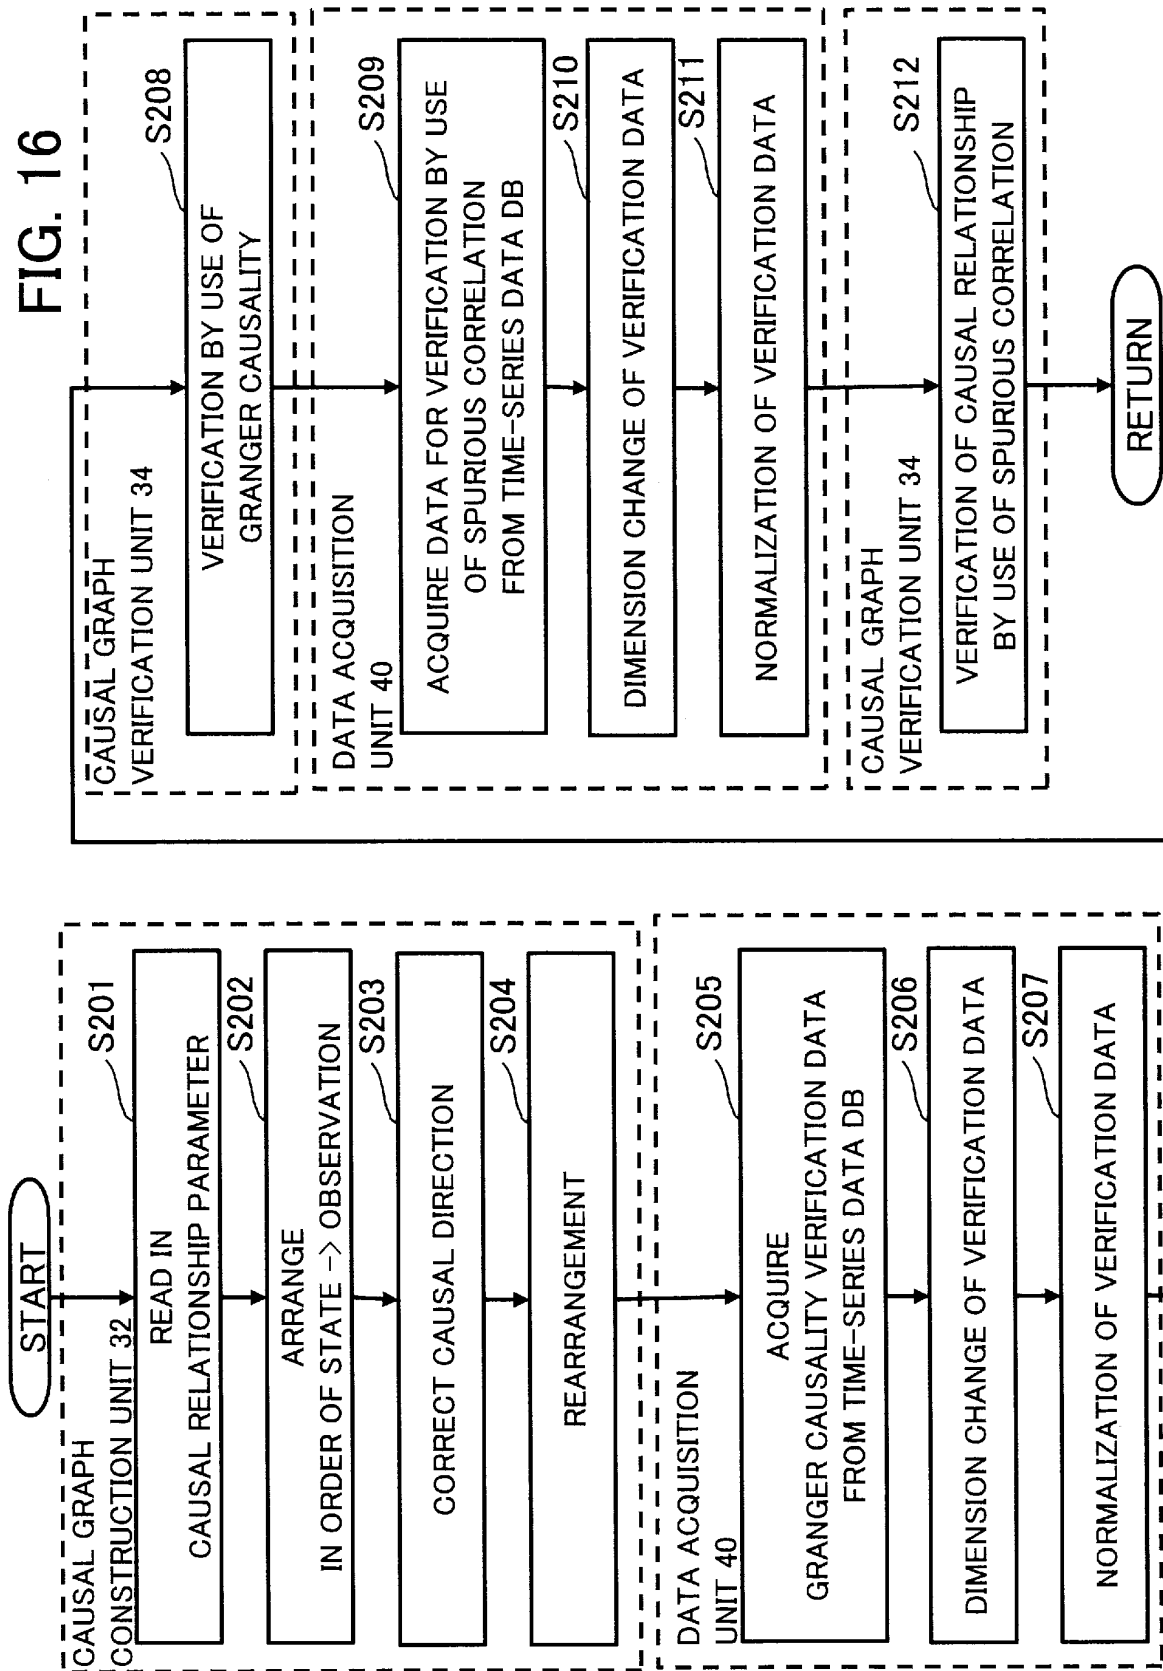 FIG. 16
START
CAUSAL GRAPH
CONSTRUCTION UNIT 32
S201
READ IN
CAUSAL RELATIONSHIP PARAMETER
S202
ARRANGE
IN ORDER OF STATE -> OBSERVATION
S203
CORRECT CAUSAL DIRECTION
S204
REARRANGEMENT
DATA ACQUISITION
UNIT 40
S205
ACQUIRE
GRANGER CAUSALITY VERIFICATION DATA
FROM TIME-SERIES DATA DB
S206
DIMENSION CHANGE OF VERIFICATION DATA
S207
NORMALIZATION OF VERIFICATION DATA
CAUSAL GRAPH
VERIFICATION UNIT 34
S208
VERIFICATION BY USE OF
GRANGER CAUSALITY
DATA ACQUISITION
UNIT 40
S209
ACQUIRE DATA FOR VERIFICATION BY USE
OF SPURIOUS CORRELATION
FROM TIME-SERIES DATA DB
S210
DIMENSION CHANGE OF VERIFICATION DATA
S211
NORMALIZATION OF VERIFICATION DATA
CAUSAL GRAPH
VERIFICATION UNIT 34
S212
VERIFICATION OF CAUSAL RELATIONSHIP
BY USE OF SPURIOUS CORRELATION
RETURN